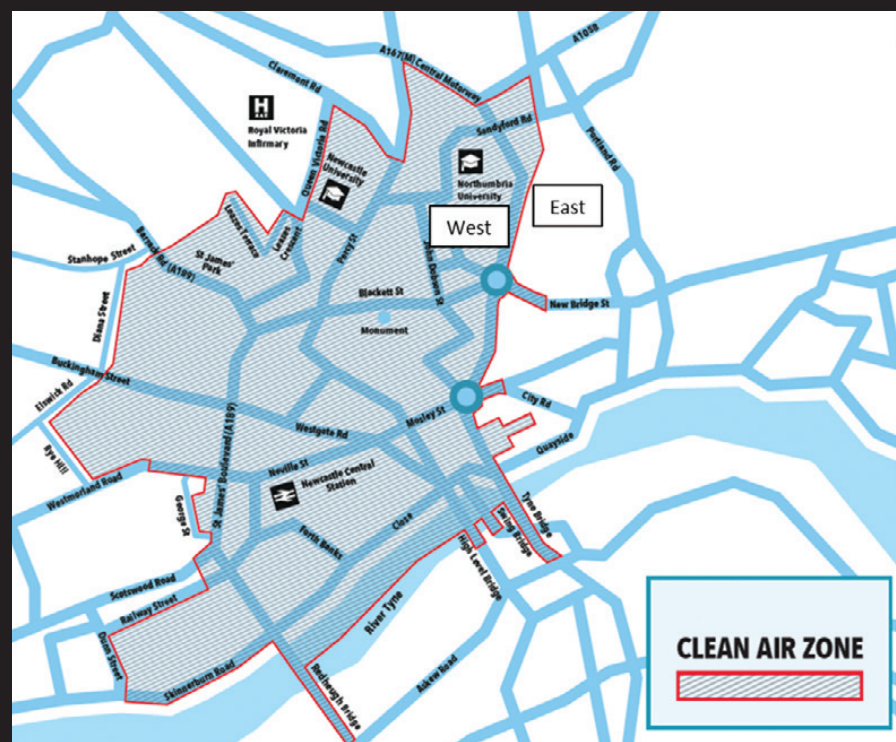 A167(M) Central Motorway
A1058
Claremont Rd
H
A&E
Royal Victoria
Infirmary
Queen Victoria Rd
Newcastle
University
Sandyford Rd
Portland Rd
Northumbria
University
West
East
Leazes Terrace
Leazes
Crescent
St James'
Park
Percy St
John Dobson St
Barrack Rd (A189)
Stanhope Street
Diana Street
Blackett St
Monument
New Bridge St
Buckingham Street
Elswick Rd
Rye Hill
Westgate Rd
Mosley St
City Rd
Quayside
Westmorland Road
St James' Boulevard (A189)
Neville St
Newcastle Central
Station
George St
Forth Banks
Close
Tyne Bridge
Swing Bridge
High Level Bridge
Scotswood Road
Railway Street
Dunn Street
Skinnerburn Road
River Tyne
Redheugh Bridge
Askew Road
CLEAN AIR ZONE